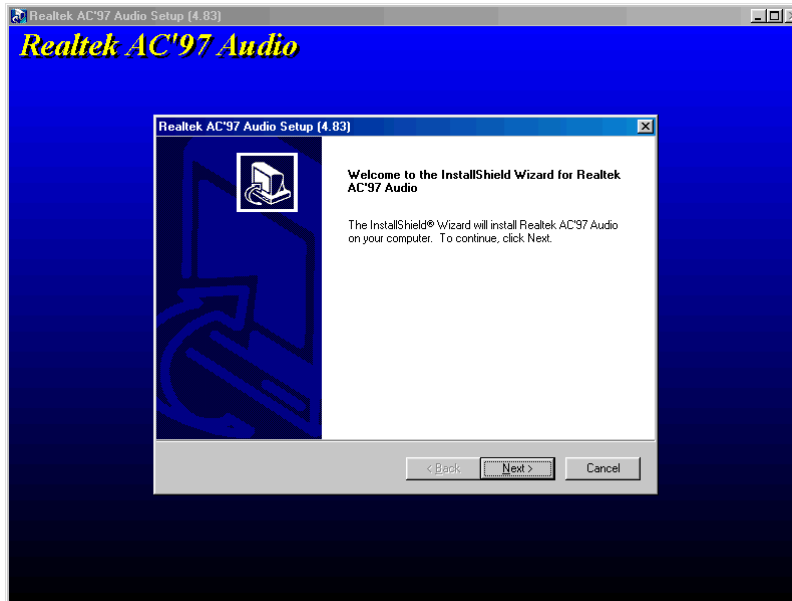 Realtek AC'97 Audio Setup (4.83)
Realtek AC'97 Audio
Realtek AC'97 Audio Setup (4.83)
Welcome to the InstallShield Wizard for Realtek
AC'97 Audio
The InstallShield® Wizard will install Realtek AC'97 Audio
on your computer. To continue, click Next.
< Back
Next >
Cancel